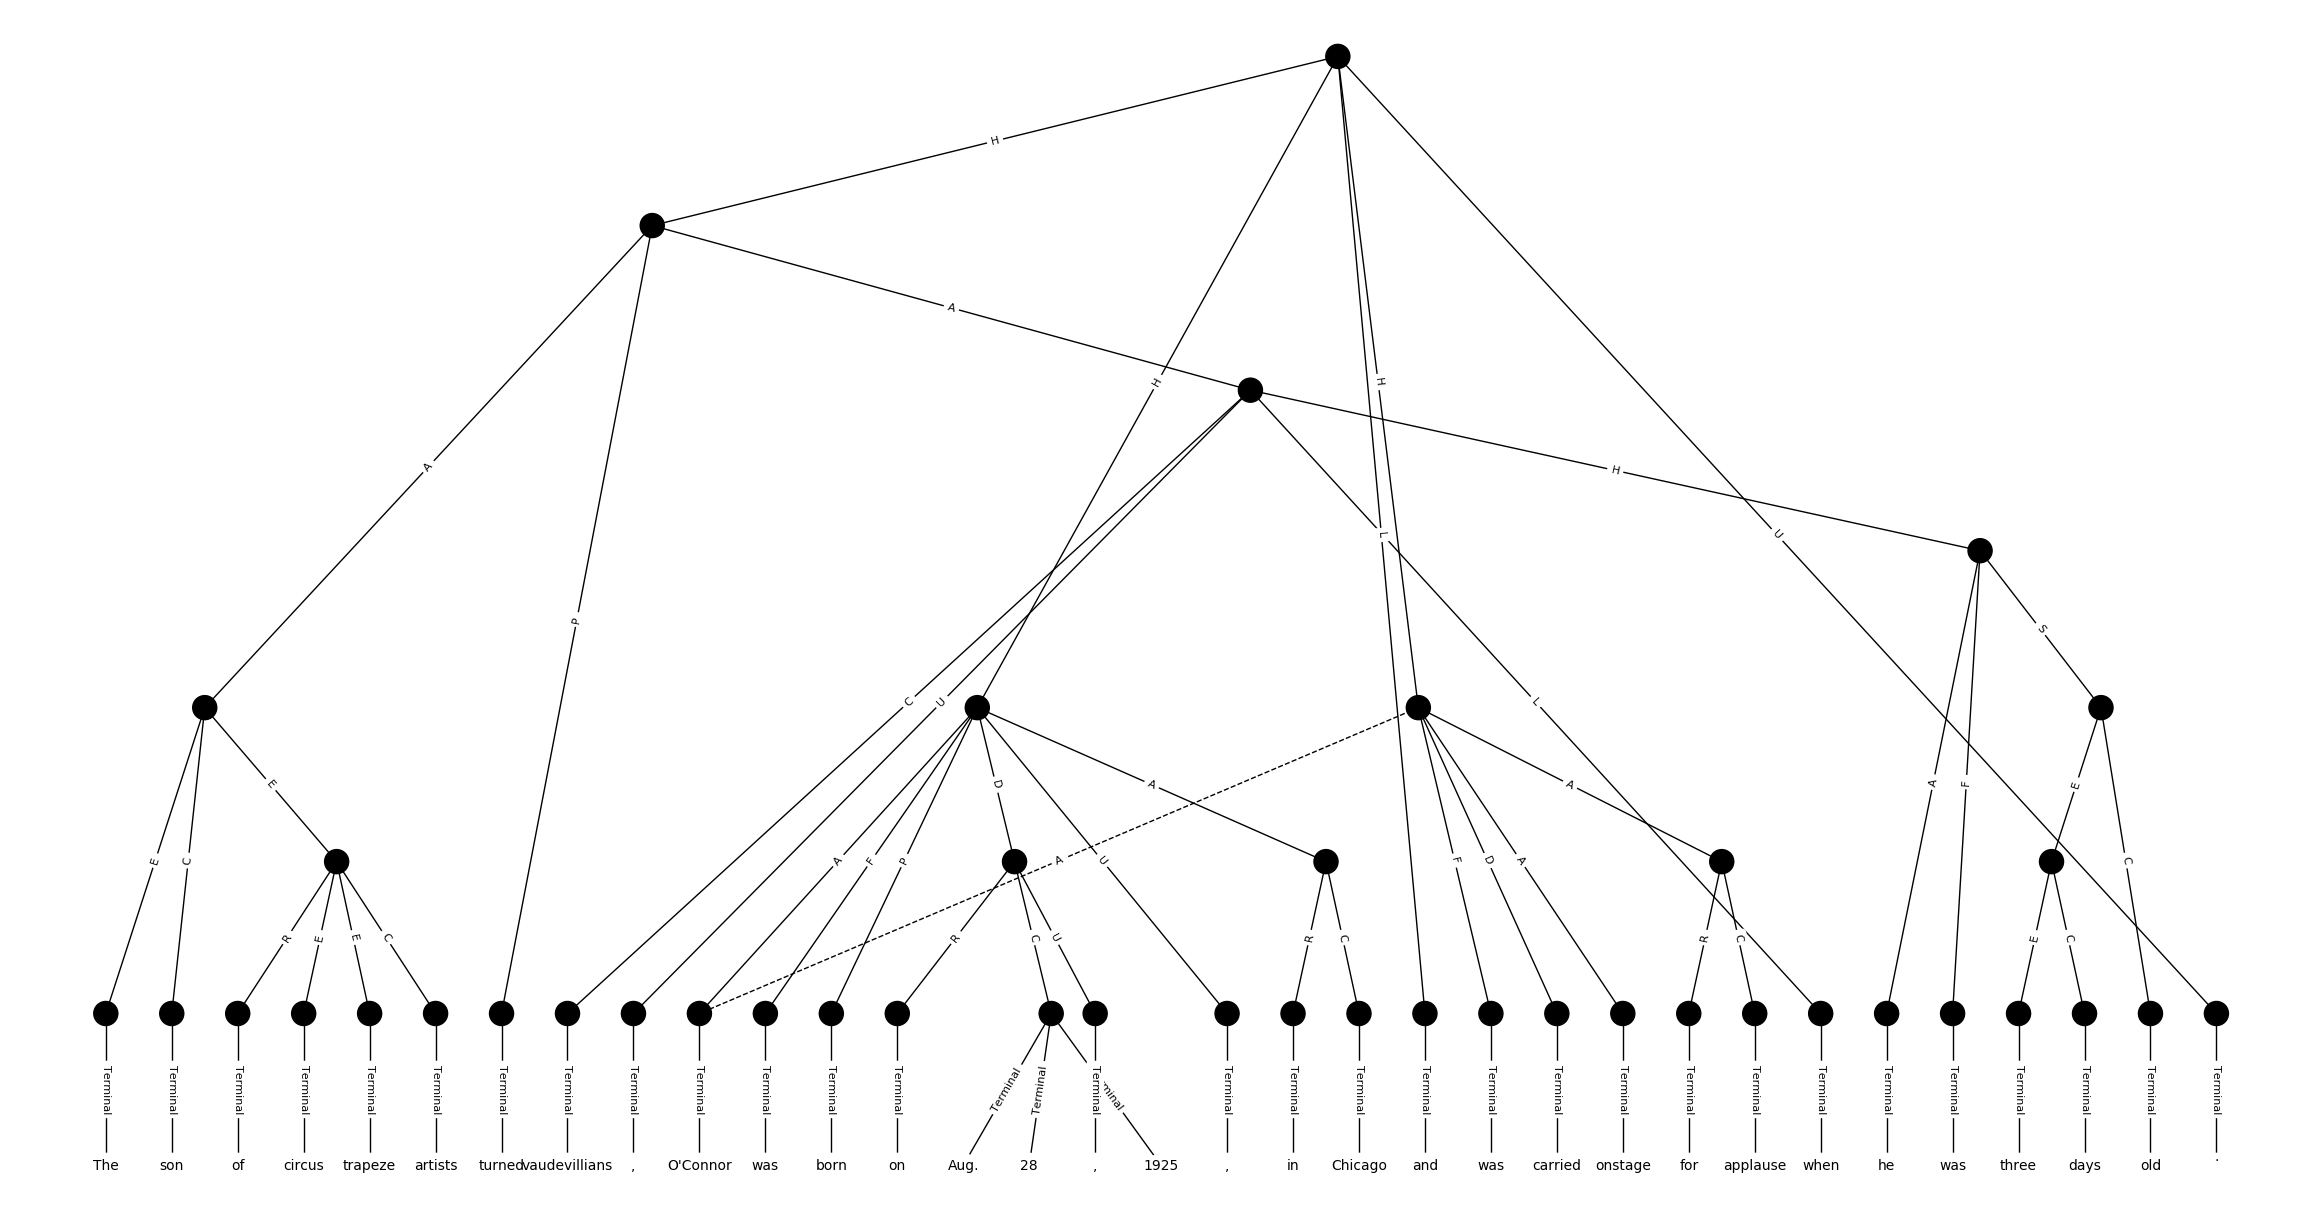 H
A
H
H
A
H
P
L
U
C
U
L
S
E
A
D
A
A
A
F
E
E
C
A
F
P
A
U
F
D
A
C
R
E
E
C
R
C
U
R
C
R
C
E
C
Terminal Terminal Terminal Terminal Terminal Terminal Terminal Terminal Terminal Terminal Terminal Terminal Terminal Terminal Terminal Terminal minal Terminal Terminal Terminal Terminal Terminal Terminal Terminal Terminal Terminal Terminal Terminal Terminal Terminal Terminal Terminal Terminal
The son of circus trapeze artists turned vaudevillians , O'Connor was born on Aug. 28 , 1925 , in Chicago and was carried onstage for applause when he was three days old .